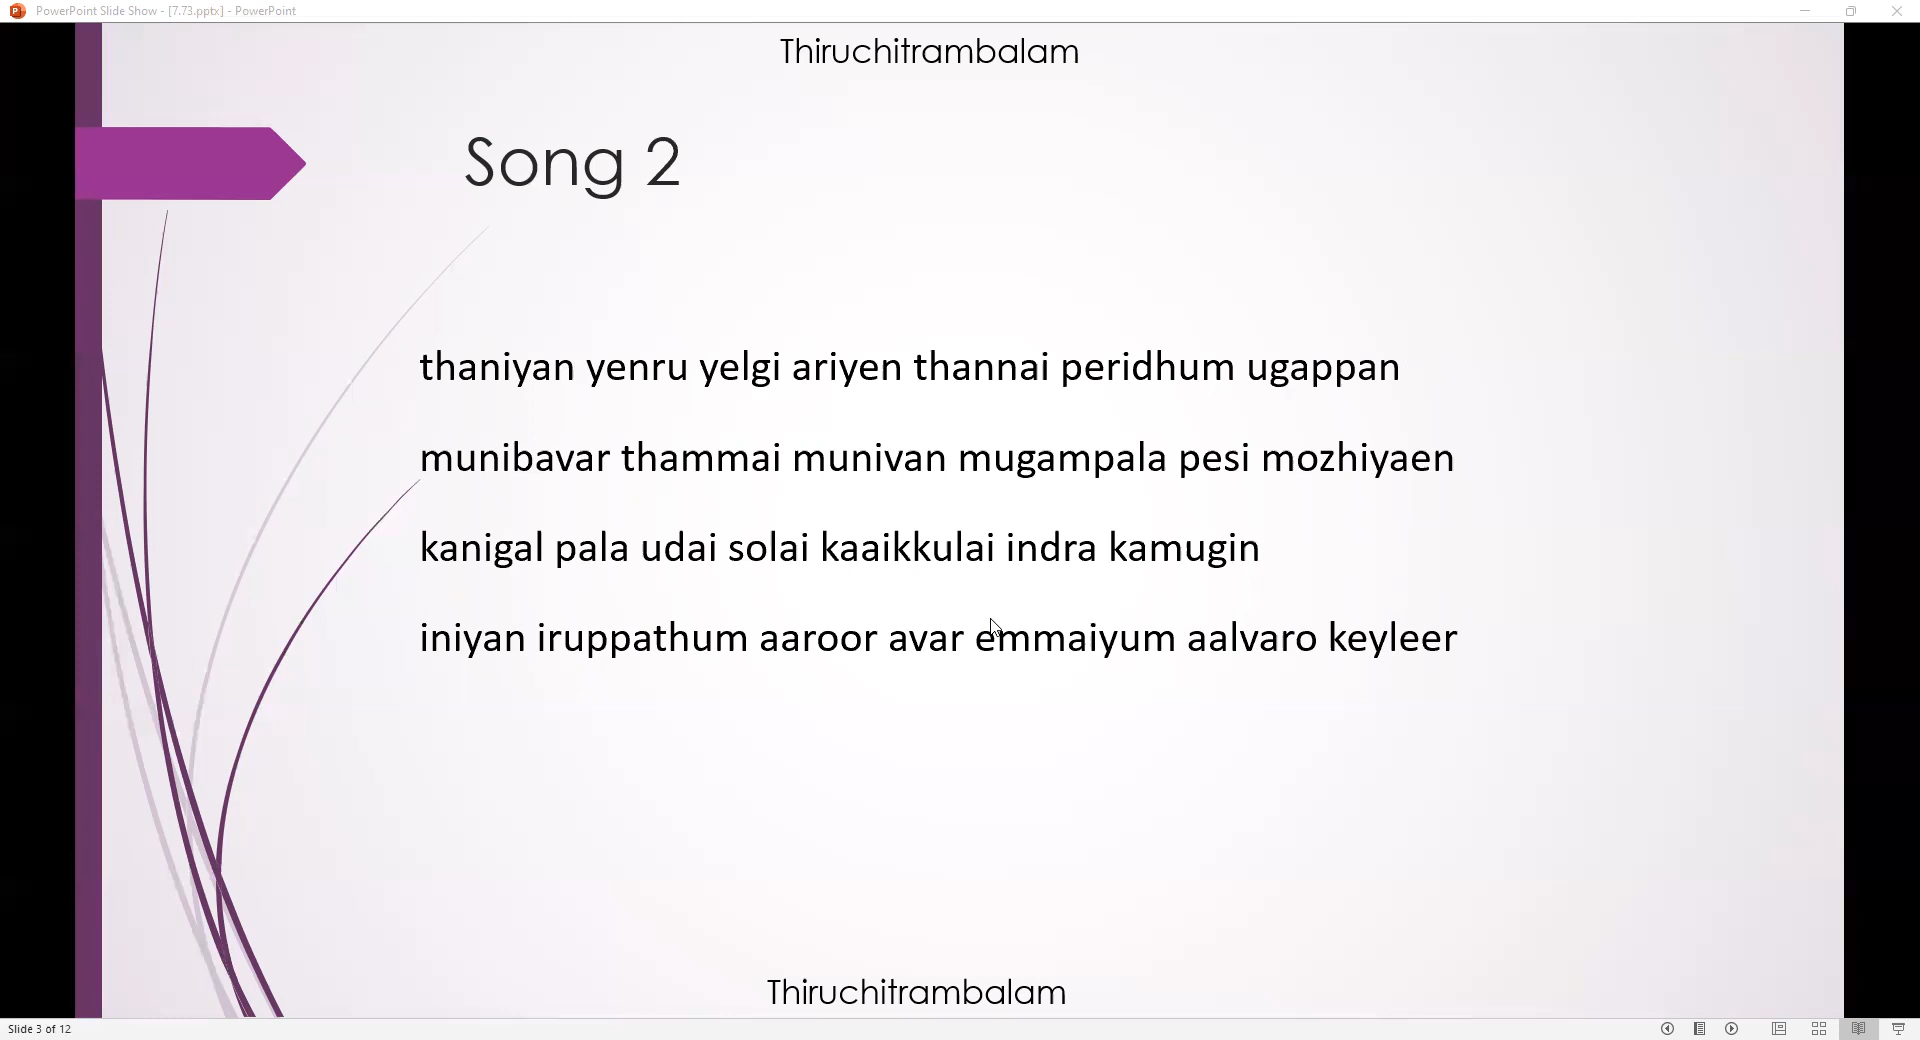 PowerPoint Slide Show - [7.73.pptx] - PowerPoint
Thiruchitrambalam
Song 2
thaniyan yenru yelgi ariyen thannai peridhum ugappan
munibavar thammai munivan mugampala pesi mozhiyaen
kanigal pala udai solai kaaikkulai indra kamugin
iniyan iruppathum aaroor avar emmaiyum aalvaro keyleer
Thiruchitrambalam
Slide 3 of 12